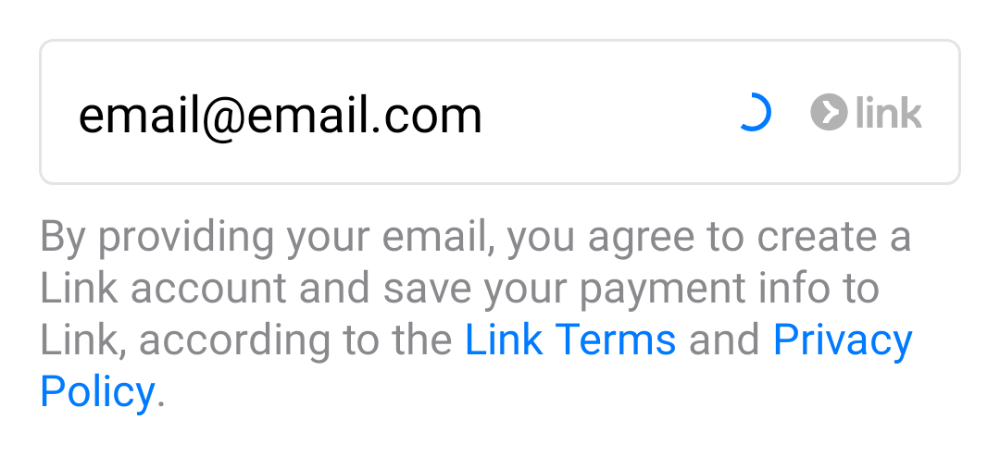 email@email.com link
By providing your email, you agree to create a
Link account and save your payment info to
Link, according to the Link Terms and Privacy
Policy.